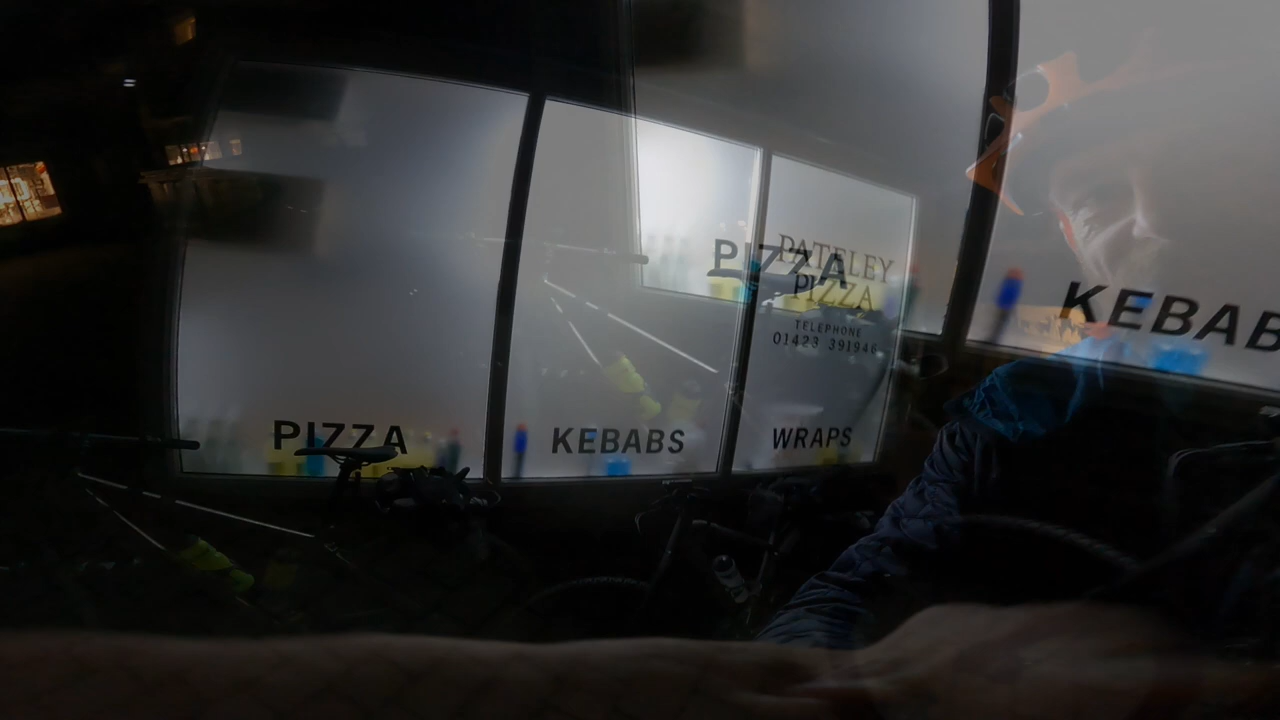 PIZZA
PATELEY
PIZZA
TELEPHONE
01423 391946
KEBAB
PIZZA
KEBABS
WRAPS